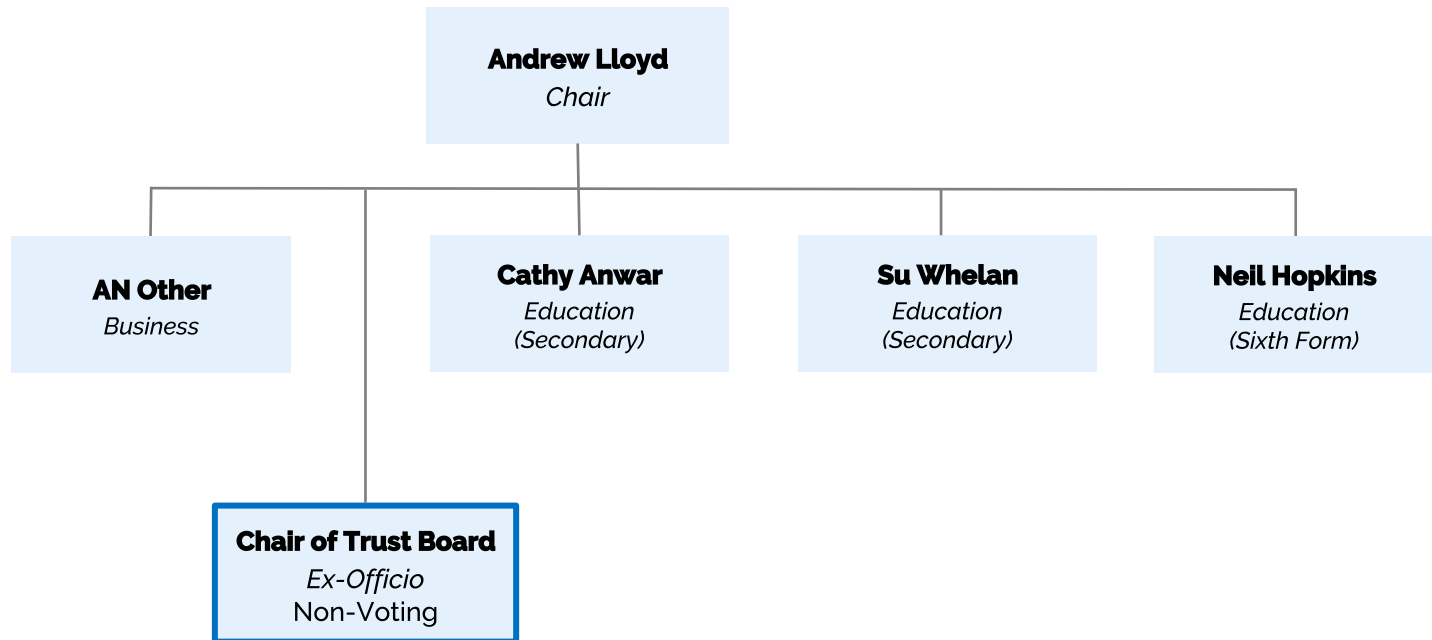 Andrew Lloyd
Chair
AN Other
Business
Cathy Anwar
Education
(Secondary)
Su Whelan
Education
(Secondary)
Neil Hopkins
Education
(Sixth Form)
Chair of Trust Board
Ex-Officio
Non-Voting